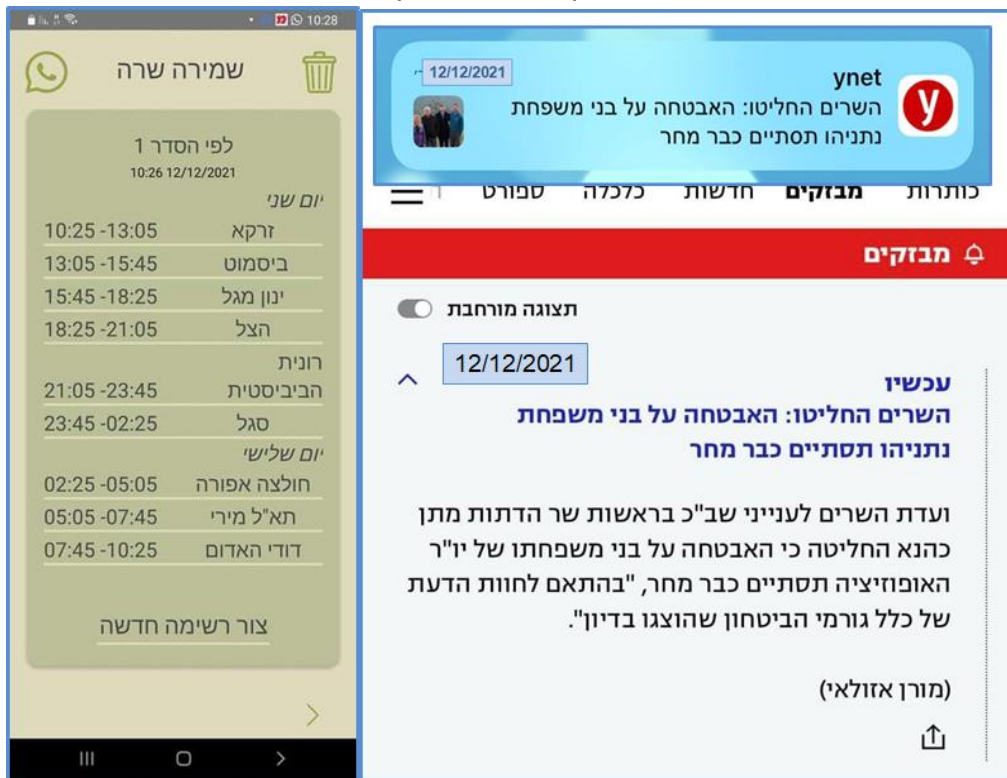 10:28
שמירה שרה
לפי הסדר 1
10:26 12/12/2021
יום שני
זרקא 10:25 -13:05
ביסמוט 13:05 -15:45
ינון מגל 15:45 -18:25
הצל 18:25 -21:05
רונית
הביביסטית 21:05 -23:45
סגל 23:45 -02:25
יום שלישי
חולצה אפורה 02:25 -05:05
תא"ל מירי 05:05 -07:45
דודי האדום 07:45 -10:25
צור רשימה חדשה
ynet 12/12/2021
השרים החליטו: האבטחה על בני משפחת
נתניהו תסתיים כבר מחר
כותרות מבזקים חדשות כלכלה ספורט
מבזקים
תצוגה מורחבת
12/12/2021
עכשיו
השרים החליטו: האבטחה על בני משפחת
נתניהו תסתיים כבר מחר
ועדת השרים לענייני שב"כ בראשות שר הדתות מתן
כהנא החליטה כי האבטחה על בני משפחתו של יו"ר
האופוזיציה תסתיים כבר מחר, "בהתאם לחוות הדעת
של כלל גורמי הביטחון שהוצגו בדיון".
(מורן אזולאי)